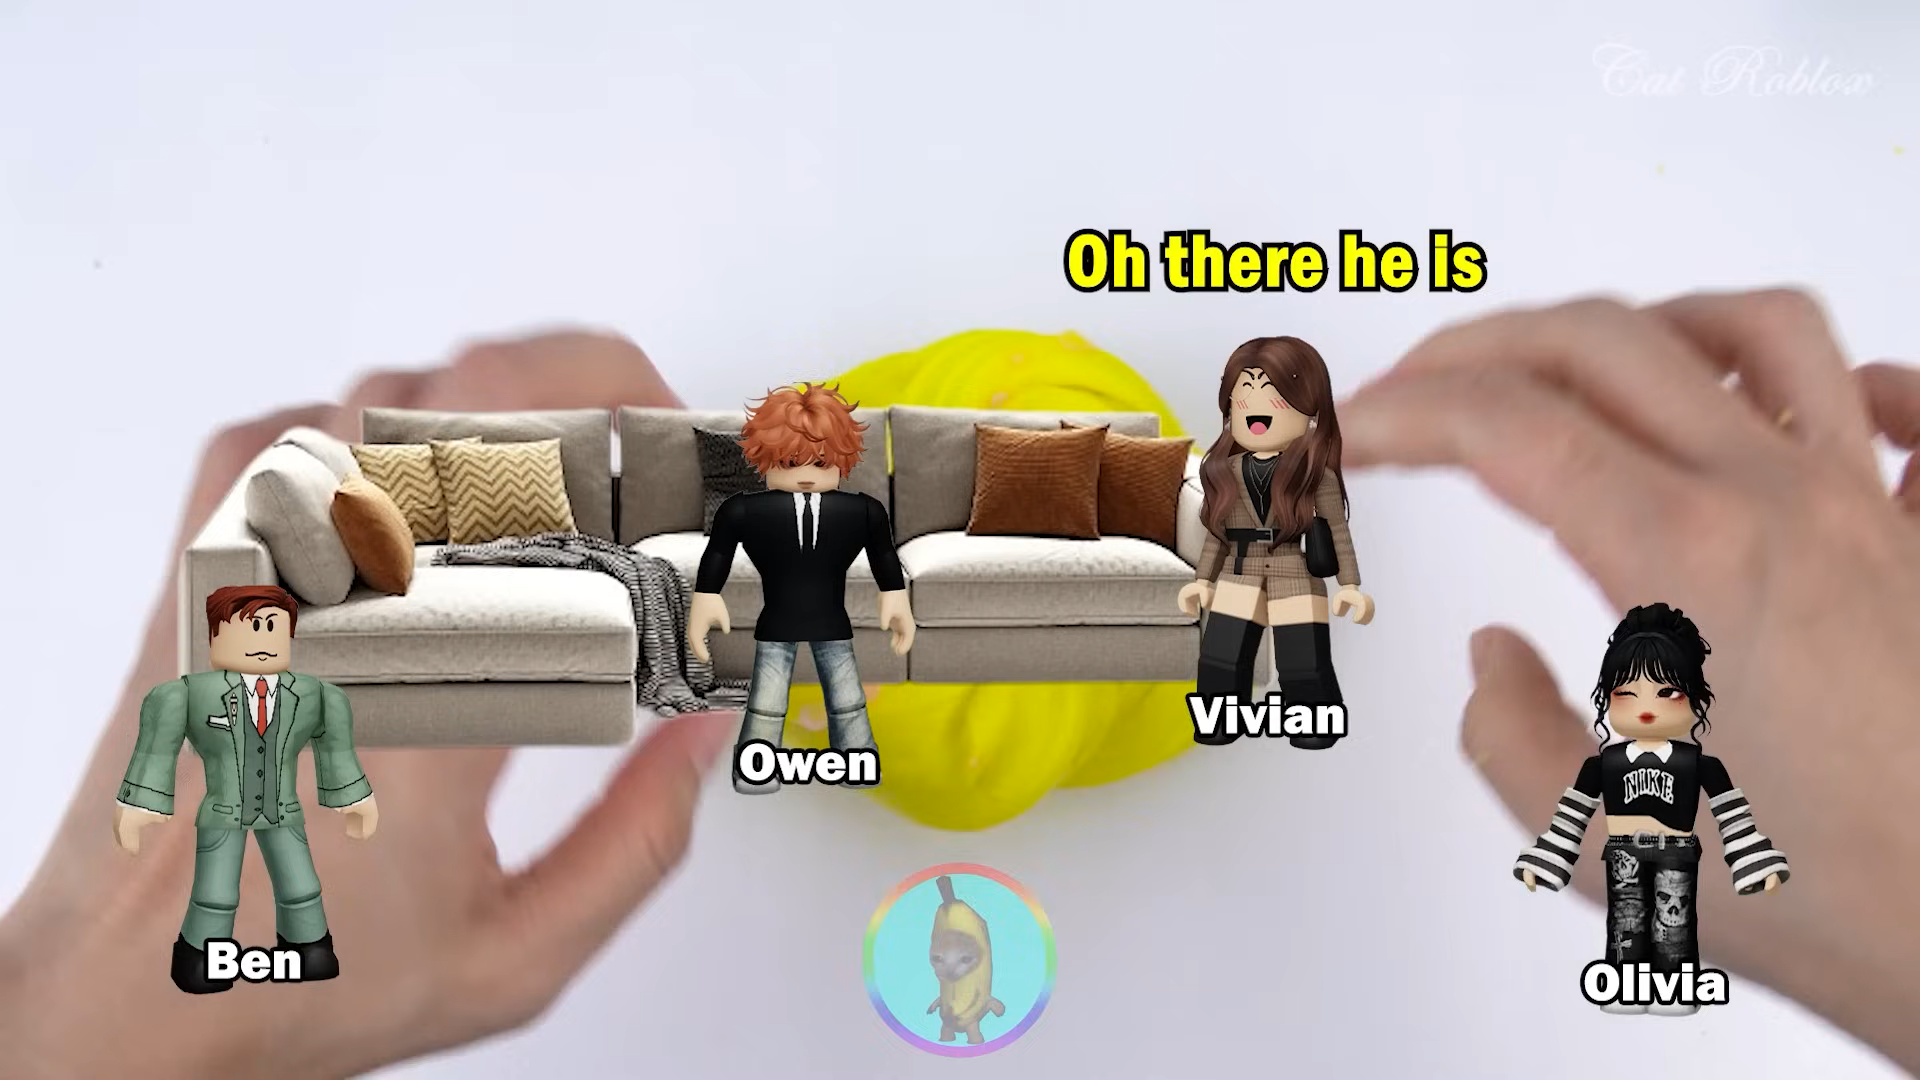 Cat Roblox
Oh there he is
Vivian
Owen
NIKE
Ben
Olivia